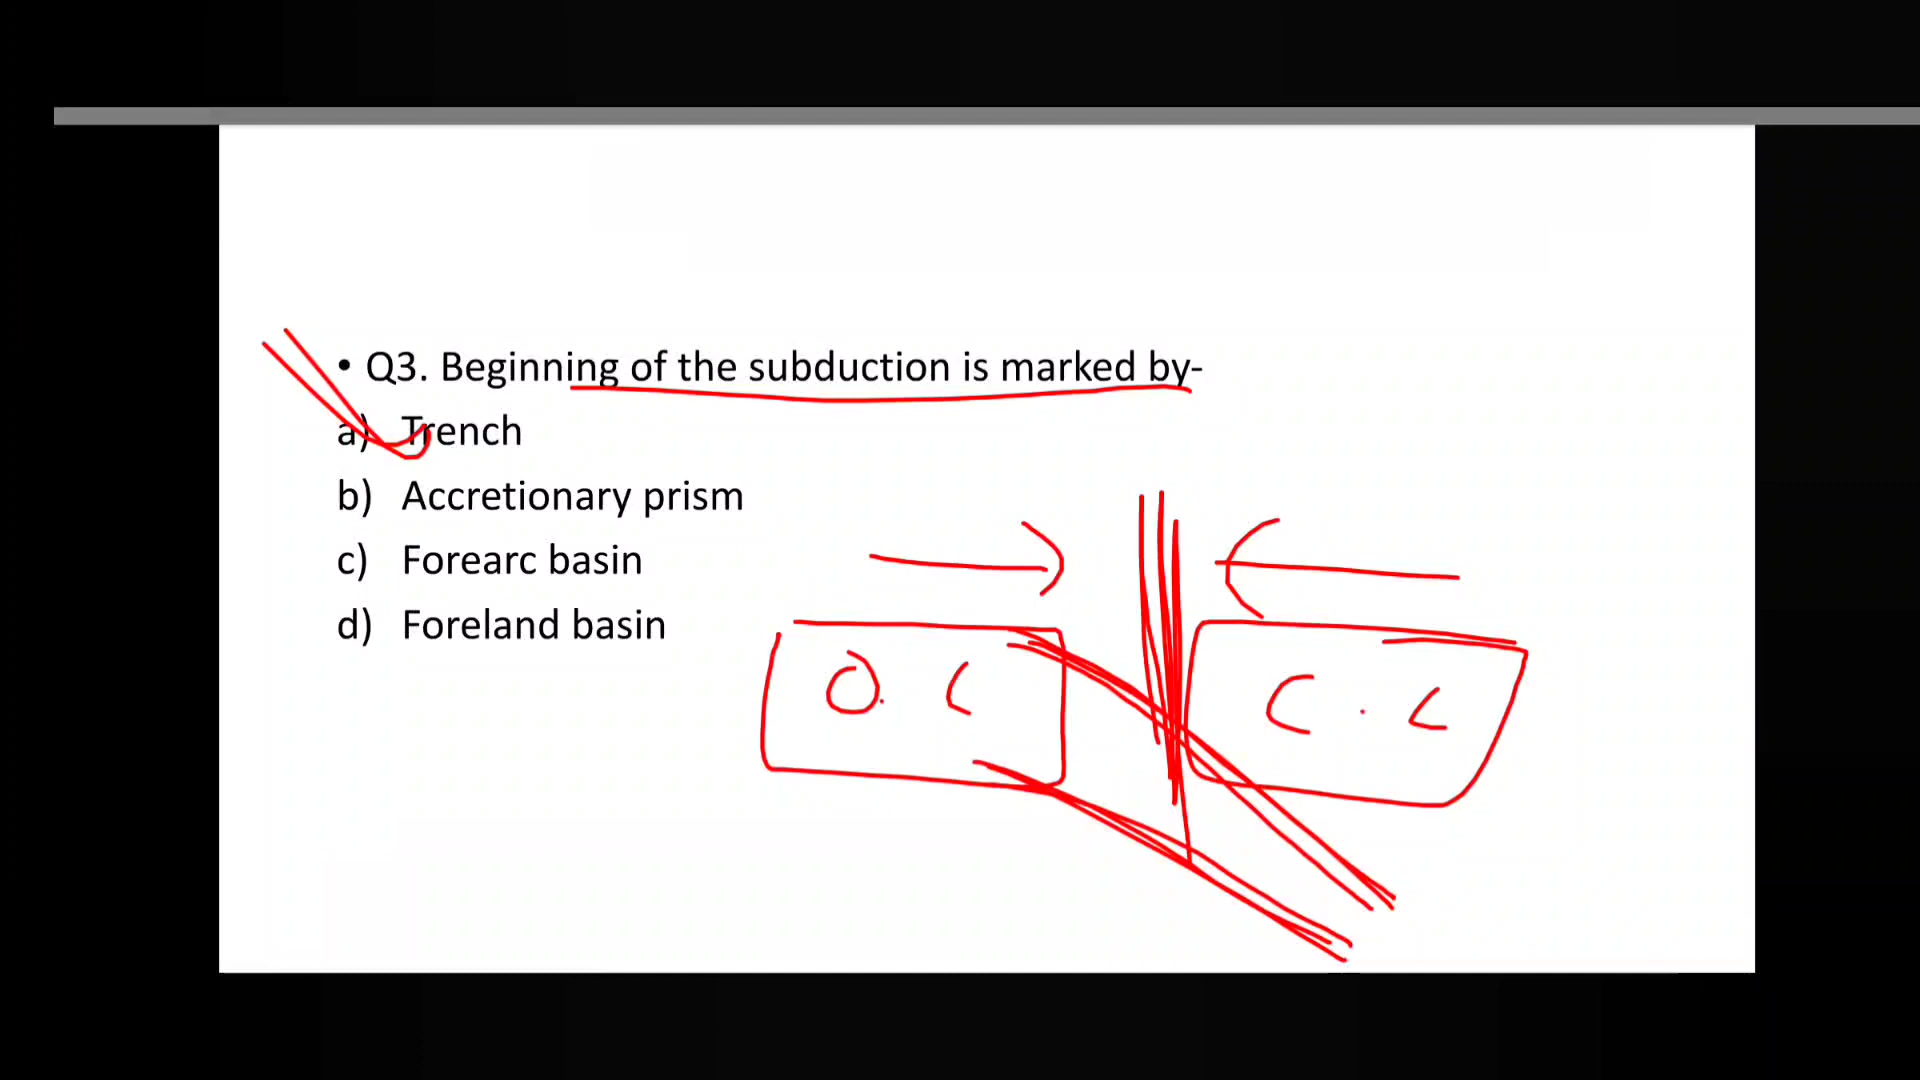 • Q3. Beginning of the subduction is marked by-
a) Trench
b) Accretionary prism
c) Forearc basin
d) Foreland basin
O. C
C . C